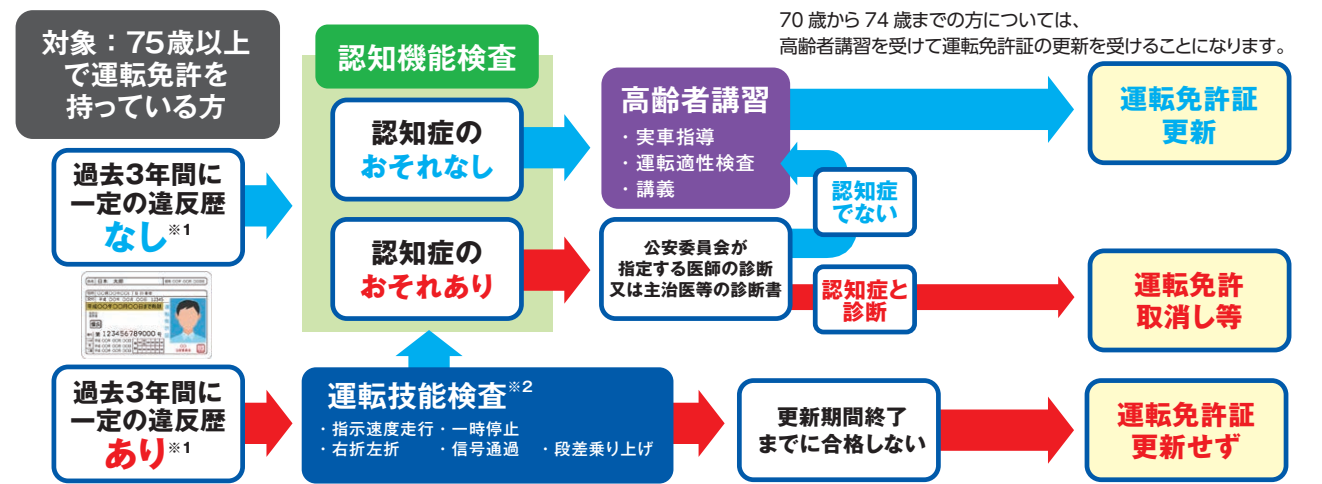 70 歳から 74 歳までの方については、
高齢者講習を受けて運転免許証の更新を受けることになります。
対象：75歳以上
で運転免許を
持っている方
認知機能検査
過去3年間に
一定の違反歴
なし※1
認知症の
おそれなし
認知症の
おそれあり
高齢者講習
・実車指導
・運転適性検査
・講義
公安委員会が
指定する医師の診断
又は主治医等の診断書
認知症
でない
認知症と
診断
運転免許証
更新
運転免許
取消し等
日本 太郎
123456789000
過去3年間に
一定の違反歴
あり※1
運転技能検査※2
・指示速度走行・一時停止
・右折左折 ・信号通過 ・段差乗り上げ
更新期間終了
までに合格しない
運転免許証
更新せず